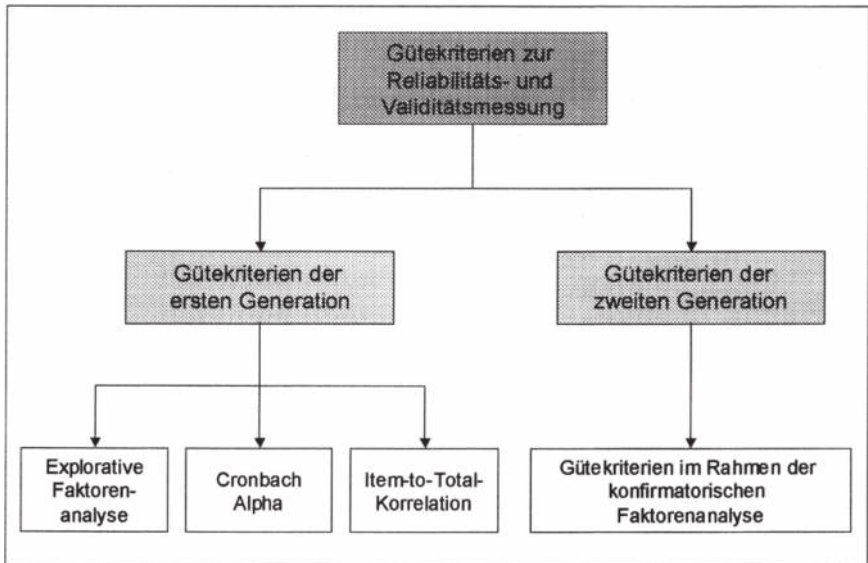 Gütekriterien zur
Reliabilitäts- und
Validitätsmessung
Gütekriterien der
ersten Generation
Gütekriterien der
zweiten Generation
Explorative
Faktoren-
analyse
Cronbach
Alpha
Item-to-Total-
Korrelation
Gütekriterien im Rahmen der
konfirmatorischen
Faktorenanalyse